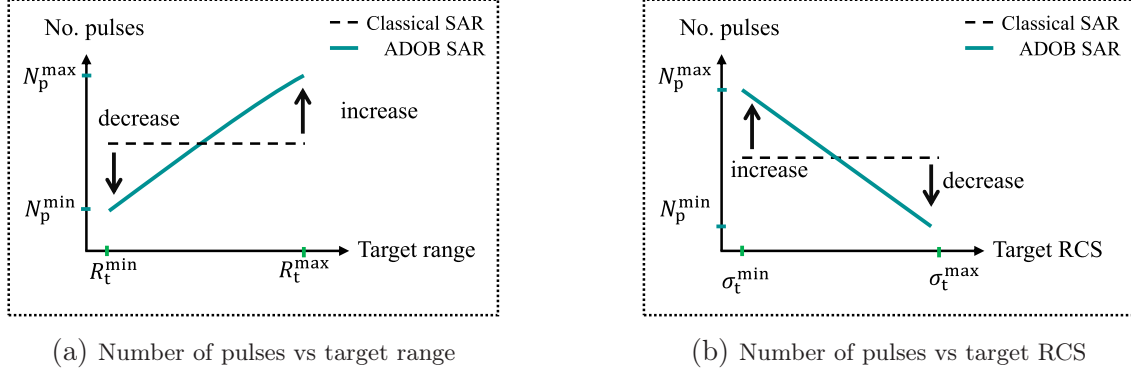 No. pulses
Classical SAR
ADOB SAR
N_p^max
decrease
increase
N_p^min
R_t^min
R_t^max
Target range
(a) Number of pulses vs target range
No. pulses
Classical SAR
ADOB SAR
N_p^max
increase
decrease
N_p^min
σ_t^min
σ_t^max
Target RCS
(b) Number of pulses vs target RCS